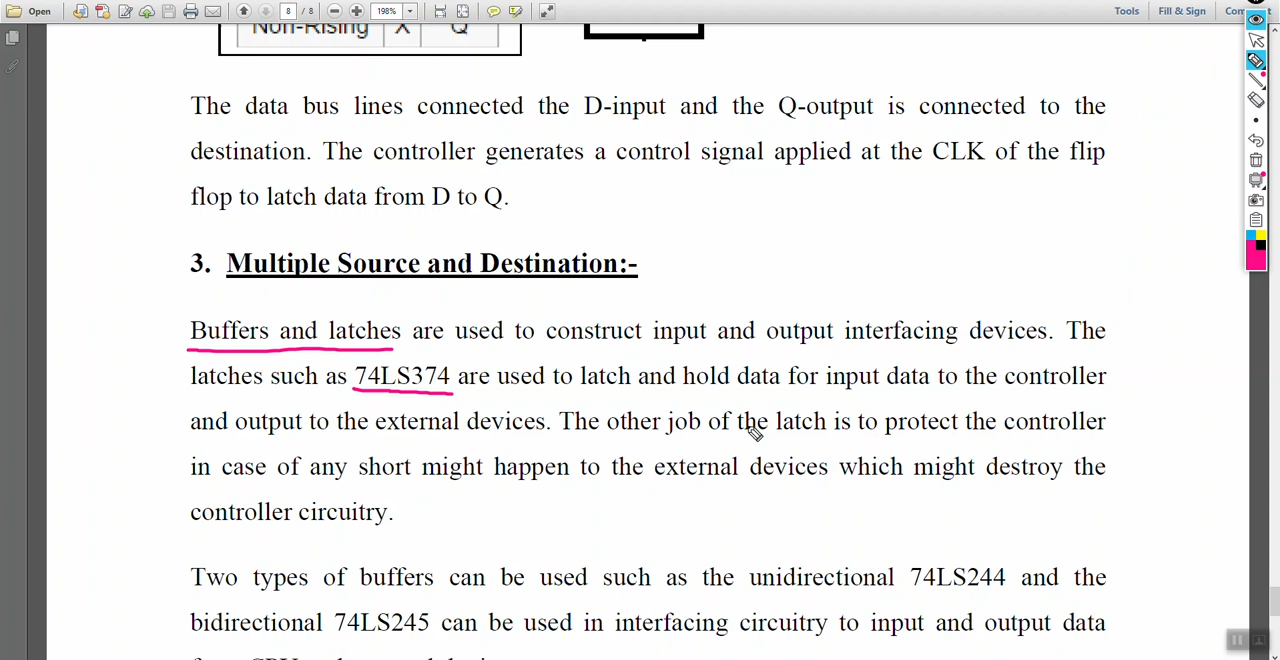 Open 8 / 8 198% Tools Fill & Sign
Non-Rising X Q
The data bus lines connected the D-input and the Q-output is connected to the
destination. The controller generates a control signal applied at the CLK of the flip
flop to latch data from D to Q.
3. Multiple Source and Destination:-
Buffers and latches are used to construct input and output interfacing devices. The
latches such as 74LS374 are used to latch and hold data for input data to the controller
and output to the external devices. The other job of the latch is to protect the controller
in case of any short might happen to the external devices which might destroy the
controller circuitry.
Two types of buffers can be used such as the unidirectional 74LS244 and the
bidirectional 74LS245 can be used in interfacing circuitry to input and output data